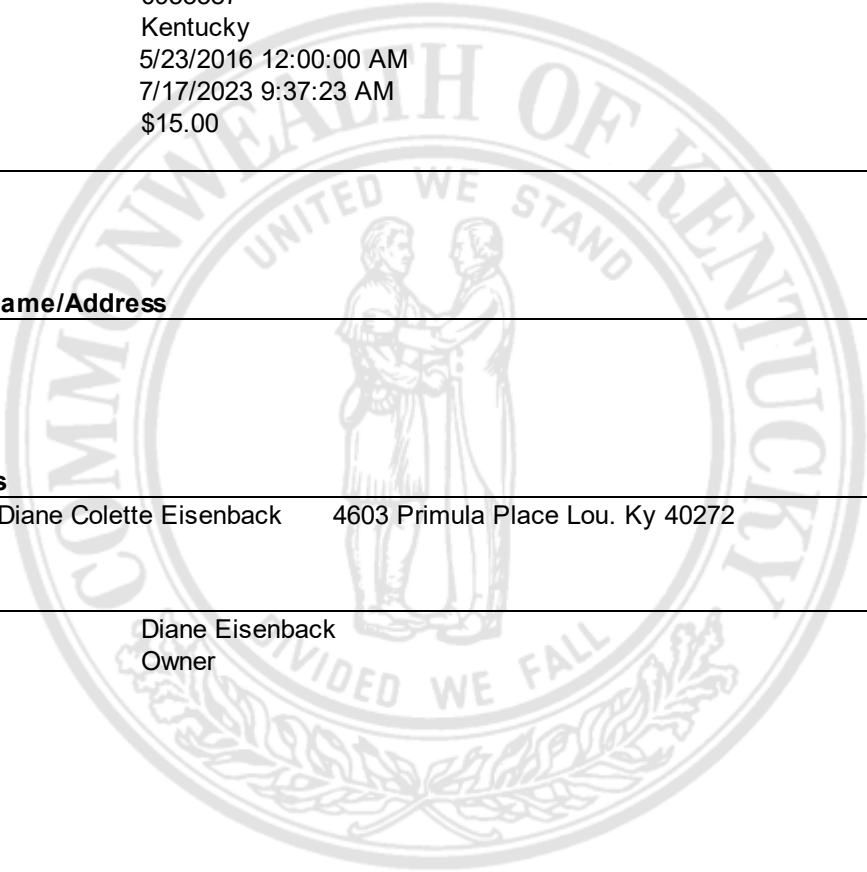 Kentucky
5/23/2016 12:00:00 AM
7/17/2023 9:37:23 AM
$15.00
COMMONWEALTH OF KENTUCKY
UNITED WE STAND
ame/Address
s
Diane Colette Eisenback 4603 Primula Place Lou. Ky 40272
Diane Eisenback
Owner
DIVIDED WE FALL